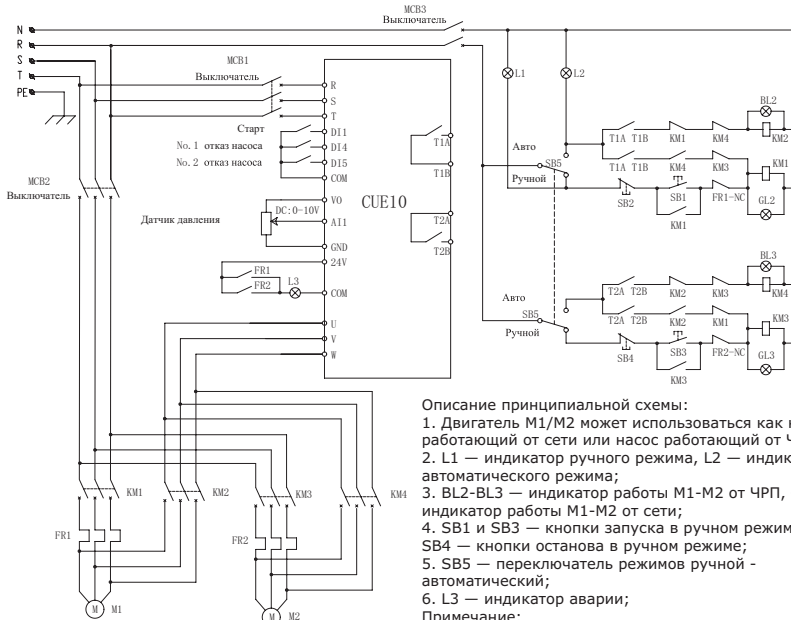 MCB3
Выключатель
N
R
S
T
PE
MCB1
Выключатель
R
S
T
Старт
DI1
No. 1 отказ насоса
DI4
No. 2 отказ насоса
DI5
COM
MCB2
Выключатель
VO
DC:0-10V
Датчик давления
AI1
GND
24V
FR1
FR2
L3
COM
U
V
W
CUE10
T1A
T1B
T2A
T2B
L1
L2
Авто
SB5
Ручной
T1A T1B
KM1
KM4
BL2
KM2
T1A T1B
KM4
KM3
KM1
SB2
SB1
FR1-NC
GL2
KM1
Авто
SB5
Ручной
T2A T2B
KM2
KM3
BL3
KM4
T2A T2B
KM2
KM1
KM3
SB4
SB3
FR2-NC
GL3
KM3
KM1
KM2
KM3
KM4
FR1
FR2
M
M1
M
M2
Описание принципиальной схемы:
1. Двигатель M1/M2 может использоваться как
работающий от сети или насос работающий от
2. L1 — индикатор ручного режима, L2 —
автоматического режима;
3. BL2-BL3 — индикатор работы M1-M2 от ЧРП,
индикатор работы M1-M2 от сети;
4. SB1 и SB3 — кнопки запуска в ручном
SB4 — кнопки останова в ручном режиме;
5. SB5 — переключатель режимов ручной -
автоматический;
6. L3 — индикатор аварии;
Примечание: